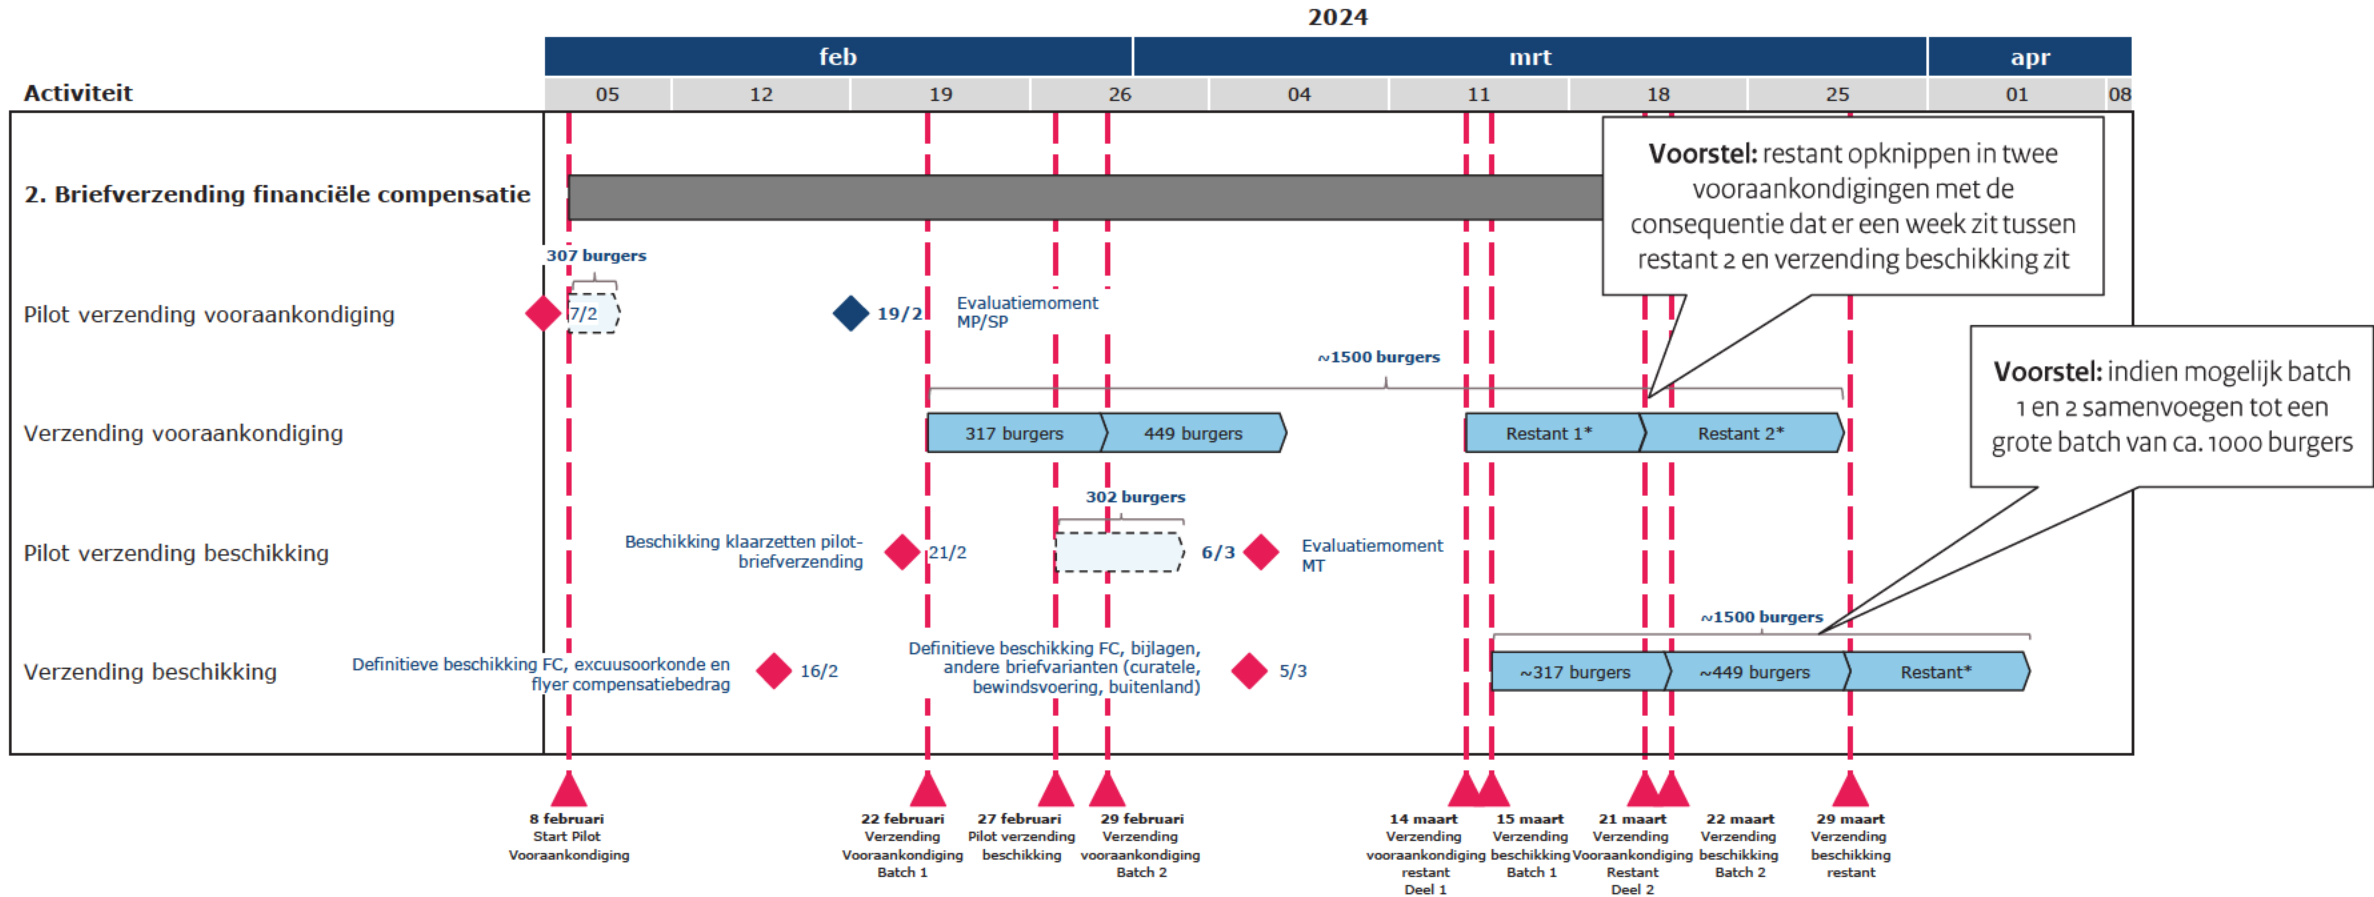 2024
feb mrt apr
Activiteit 05 12 19 26 04 11 18 25 01 08
Voorstel: restant opknippen in twee
vooraankondigingen met de
consequentie dat er een week zit tussen
restant 2 en verzending beschikking zit
2. Briefverzending financiële compensatie
307 burgers
Pilot verzending vooraankondiging
7/2
19/2
Evaluatiemoment
MP/SP
Voorstel: indien mogelijk batch
1 en 2 samenvoegen tot een
grote batch van ca. 1000 burgers
~1500 burgers
Verzending vooraankondiging
317 burgers
449 burgers
Restant 1*
Restant 2*
302 burgers
Pilot verzending beschikking
Beschikking klaarzetten pilot-
briefverzending
21/2
6/3
Evaluatiemoment
MT
~1500 burgers
Verzending beschikking
Definitieve beschikking FC, excuusoorkonde en
flyer compensatiebedrag
16/2
Definitieve beschikking FC, bijlagen,
andere briefvarianten (curatele,
bewindsvoering, buitenland)
5/3
~317 burgers
~449 burgers
Restant*
8 februari
Start Pilot
Vooraankondiging
22 februari
Verzending
Vooraankondiging
Batch 1
27 februari
Pilot verzending
beschikking
29 februari
Verzending
vooraankondiging
Batch 2
14 maart
Verzending
vooraankondiging
restant
Deel 1
15 maart
Verzending
beschikking
Batch 1
21 maart
Verzending
Vooraankondiging
Restant
Deel 2
22 maart
Verzending
beschikking
Batch 2
29 maart
Verzending
beschikking
restant